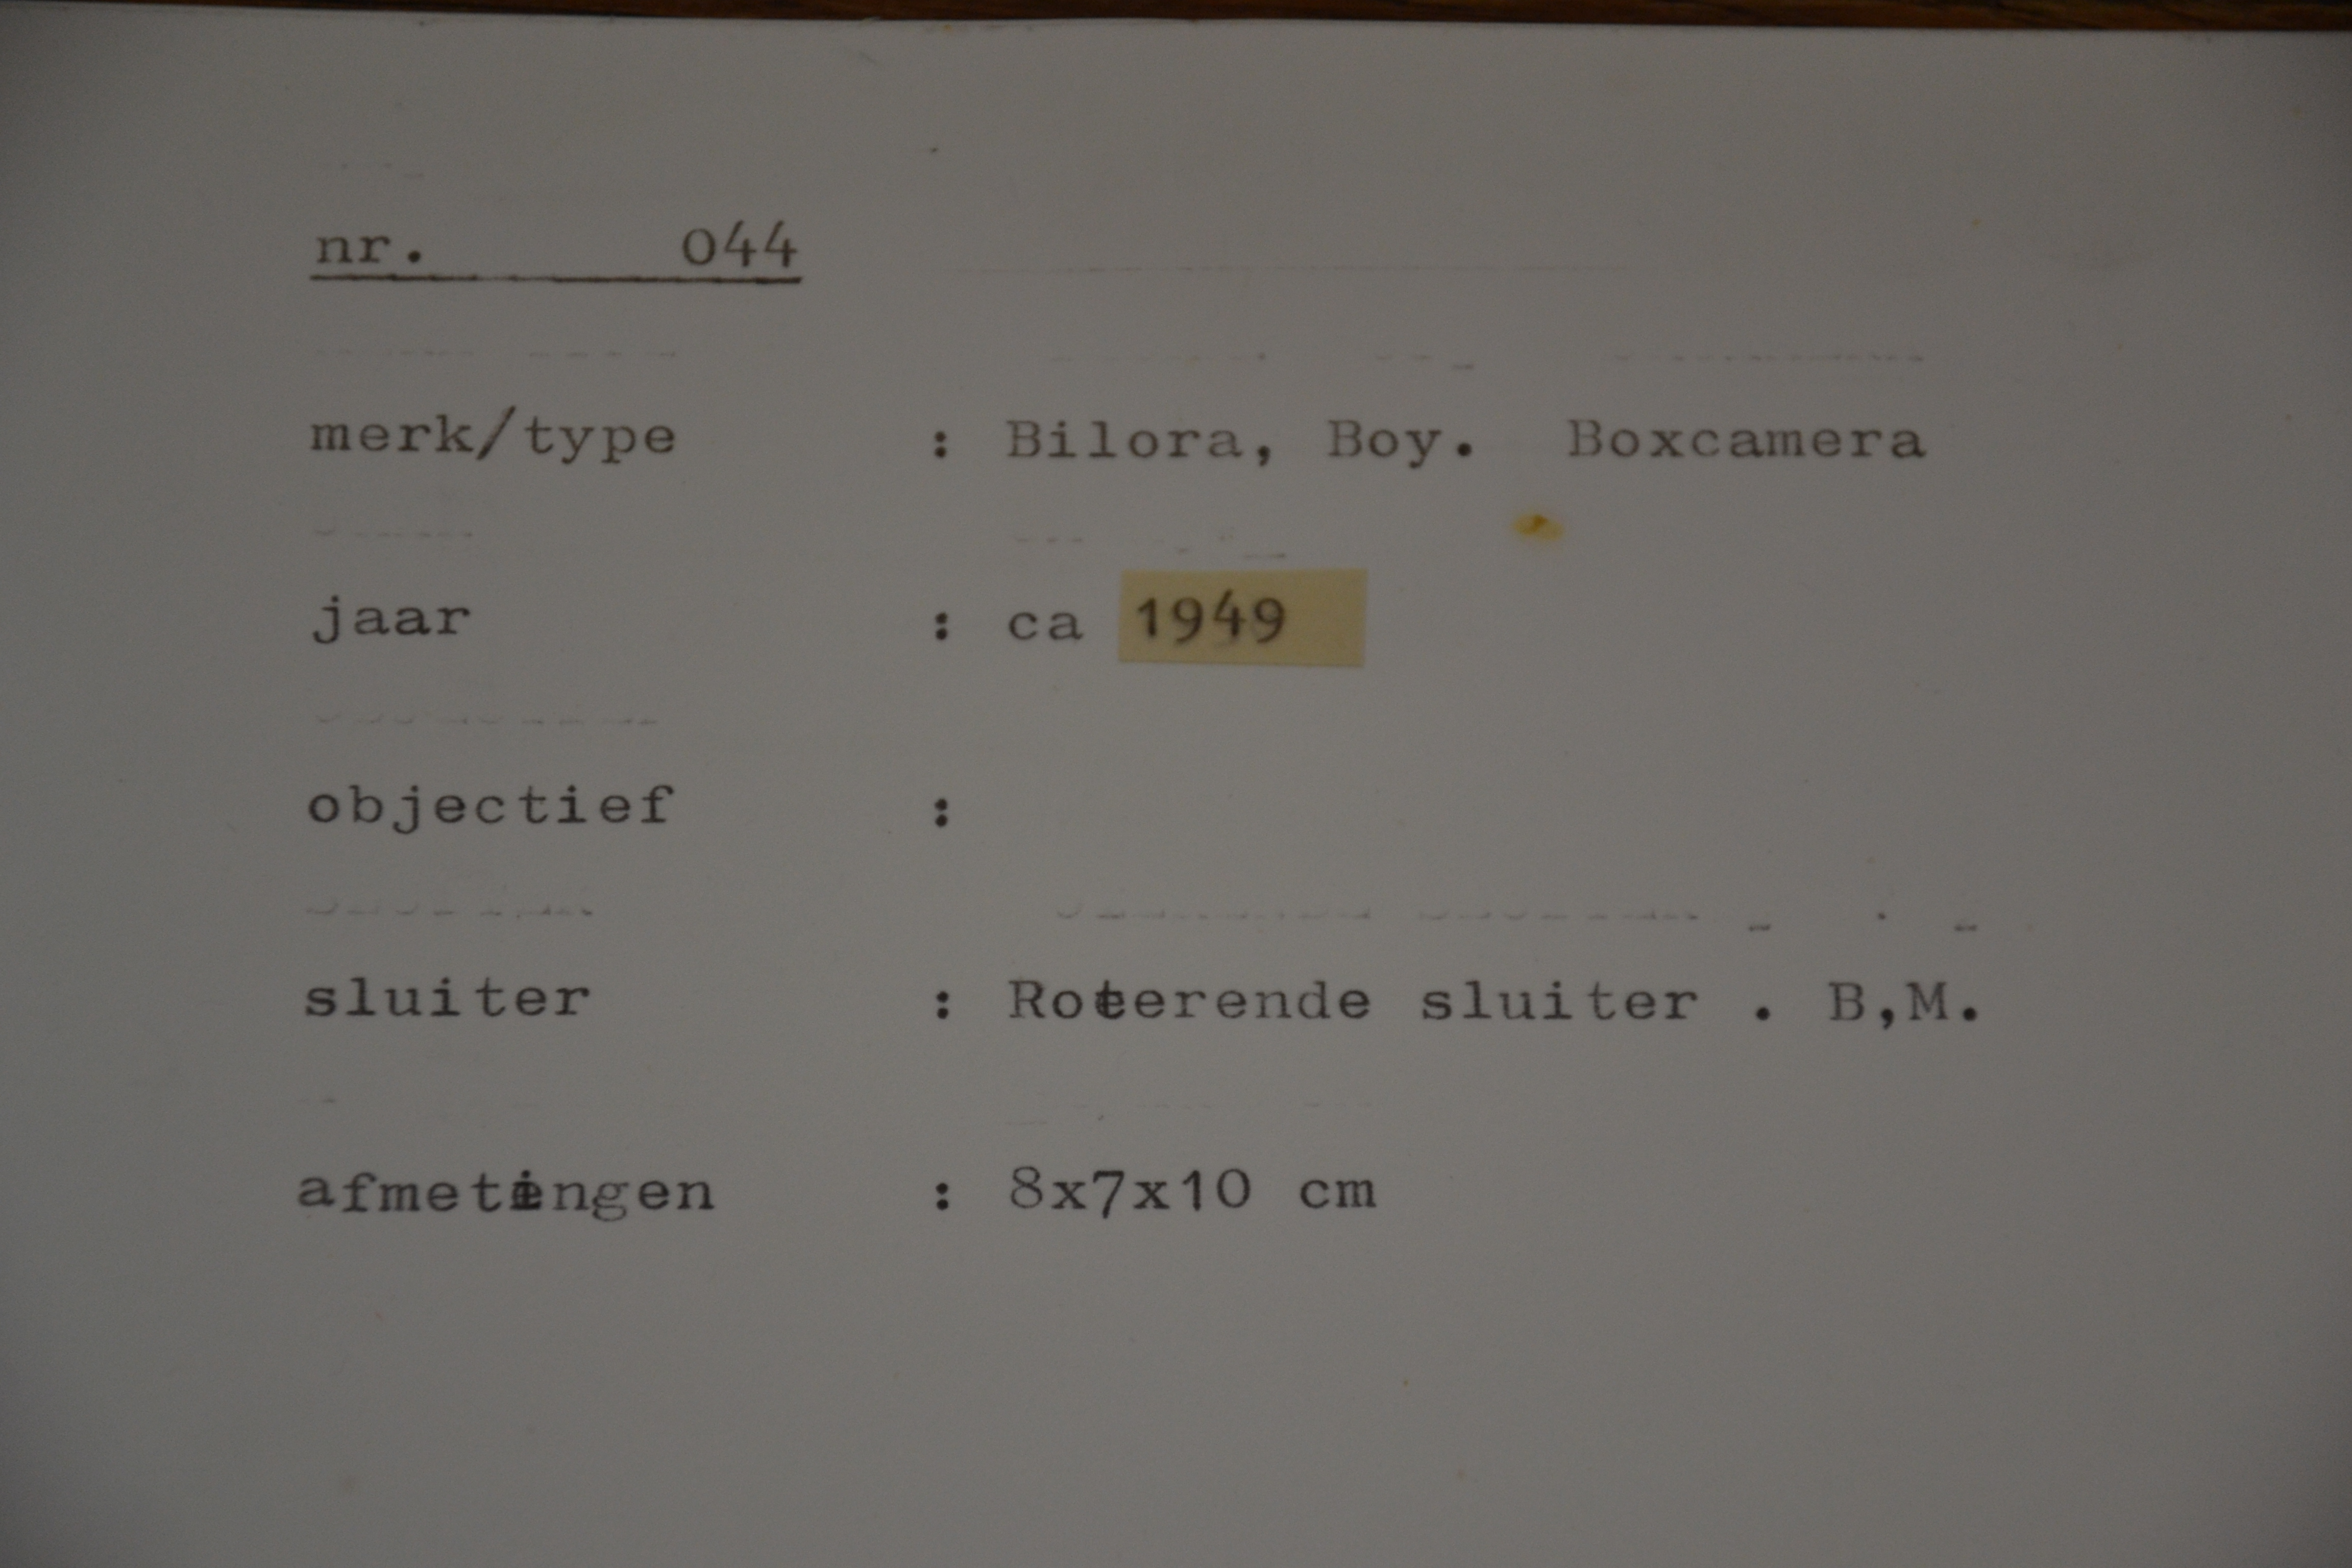 nr. 044
merk/type : Bilora, Boy. Boxcamera
jaar : ca 1949
objectief :
sluiter : Roterende sluiter . B,M.
afmetingen : 8x7x10 cm